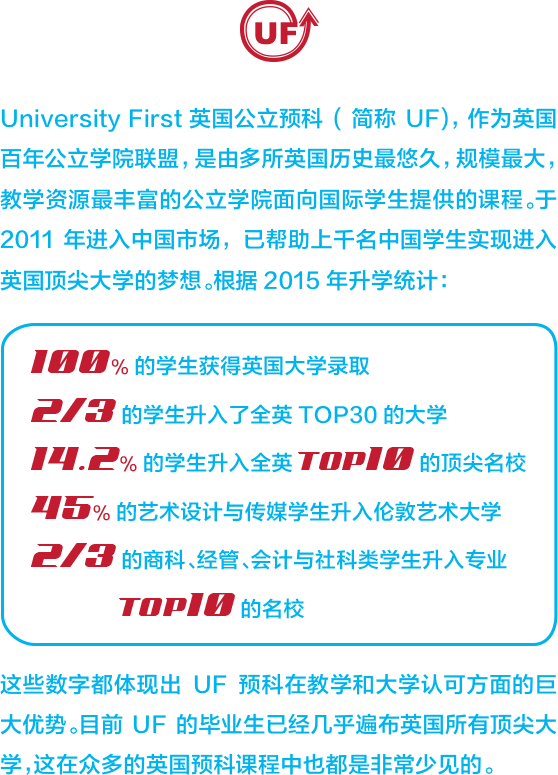 UF
University First 英国公立预科（ 简称 UF），作为英国
百年公立学院联盟，是由多所英国历史最悠久，规模最大，
教学资源最丰富的公立学院面向国际学生提供的课程。于
2011 年进入中国市场， 已帮助上千名中国学生实现进入
英国顶尖大学的梦想。根据 2015 年升学统计：
100% 的学生获得英国大学录取
2/3 的学生升入了全英 TOP30 的大学
14.2% 的学生升入全英 TOP10 的顶尖名校
45% 的艺术设计与传媒学生升入伦敦艺术大学
2/3 的商科、经管、会计与社科类学生升入专业
TOP10 的名校
这些数字都体现出 UF 预科在教学和大学认可方面的巨
大优势。目前 UF 的毕业生已经几乎遍布英国所有顶尖大
学，这在众多的英国预科课程中也都是非常少见的。